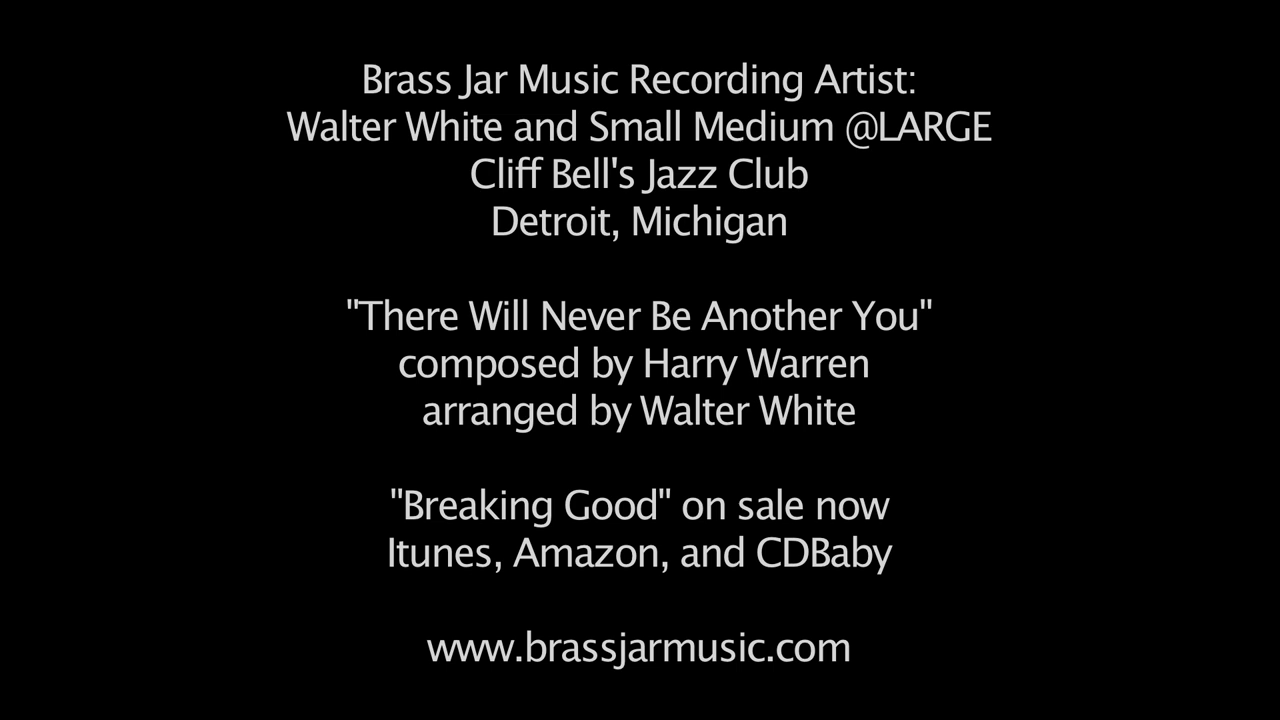 Brass Jar Music Recording Artist:
Walter White and Small Medium @LARGE
Cliff Bell's Jazz Club
Detroit, Michigan
"There Will Never Be Another You"
composed by Harry Warren
arranged by Walter White
"Breaking Good" on sale now
Itunes, Amazon, and CDBaby
www.brassjarmusic.com